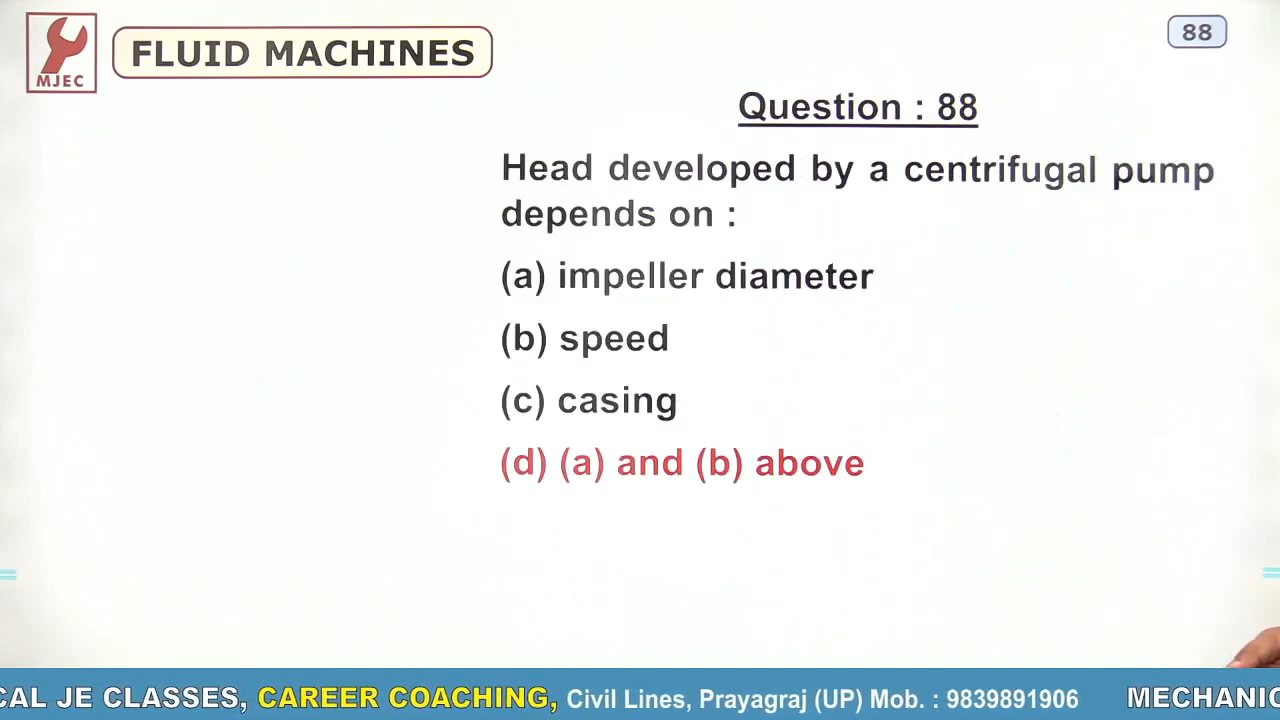 MJEC
FLUID MACHINES
88
Question : 88
Head developed by a centrifugal pump
depends on :
(a) impeller diameter
(b) speed
(c) casing
(d) (a) and (b) above
CAL JE CLASSES, CAREER COACHING, Civil Lines, Prayagraj (UP) Mob. : 9839891906 MECHANIC